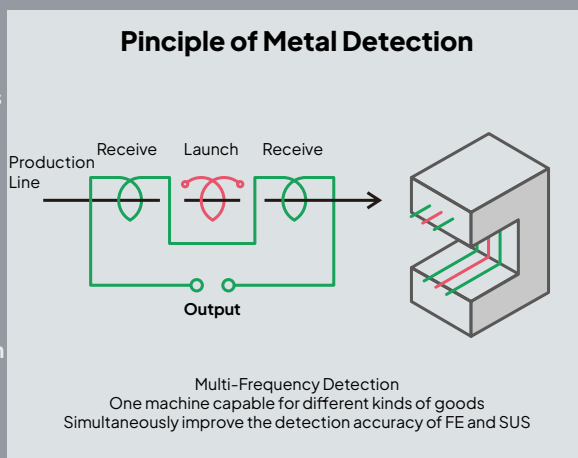 Pinciple of Metal Detection
Receive
Launch
Receive
Production
Line
Output
Multi-Frequency Detection
One machine capable for different kinds of goods
Simultaneously improve the detection accuracy of FE and SUS